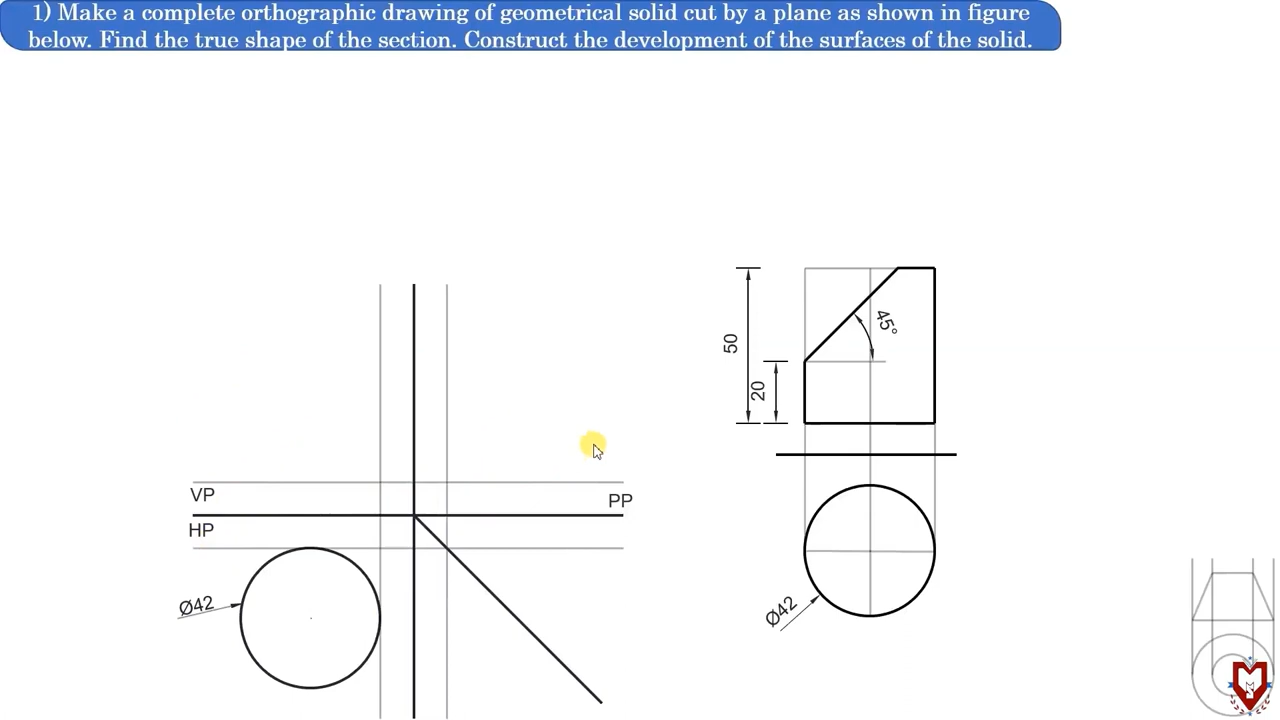 1) Make a complete orthographic drawing of geometrical solid cut by a plane as shown in figure
below. Find the true shape of the section. Construct the development of the surfaces of the solid.
45°
50
20
VP
PP
HP
Ø42
Ø42